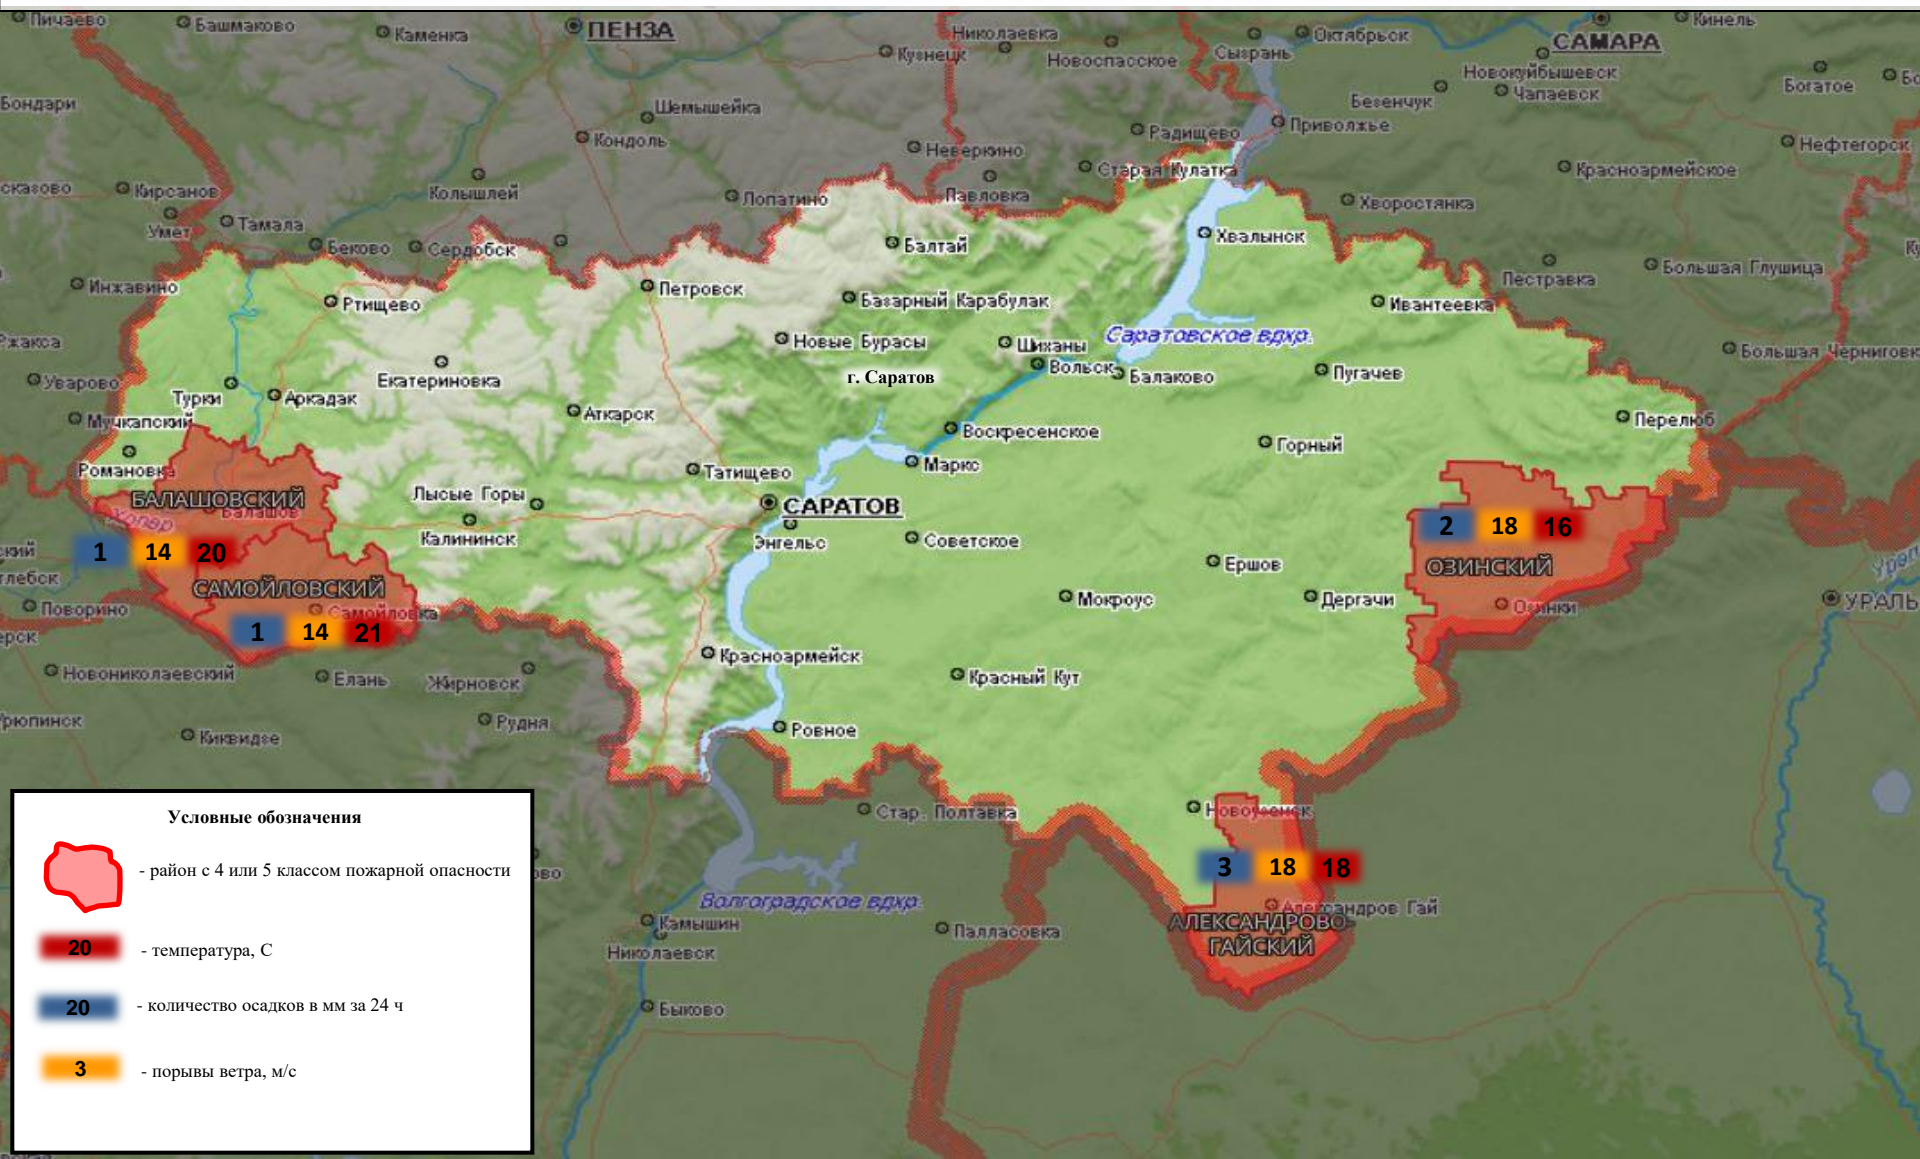 Пичаево
Башмаково
Каменка
ПЕНЗА
Кузнецк
Николаевка
Новоспасское
Сызрань
Октябрьск
САМАРА
Кинель
Новокуйбышевск
Чапаевск
Безенчук
Богатое
Бондари
Шемышейка
Кондоль
Неверкино
Радищево
Приволжье
Нефтегорск
Кирсанов
Колышлей
Лопатино
Павловка
Старая Кулатка
Красноармейское
Хворостянка
Умет
Тамала
Беково
Сердобск
Балтай
Хвалынск
Пестравка
Большая Глушица
Инжавино
Ртищево
Петровск
Базарный Карабулак
Ивантеевка
Ржакса
Новые Бурасы
Шиханы
Саратовское вдхр.
Большая Черниговк
Уварово
Екатериновка
г. Саратов
Вольск
Балаково
Пугачев
Турки
Аркадак
Аткарск
Мучкапский
Воскресенское
Горный
Перелюб
Романовка
Татищево
Маркс
БАЛАШОВСКИЙ
Балашов
Хопер
Лысые Горы
САРАТОВ
Калининск
Энгельс
Советское
2 18 16
ОЗИНСКИЙ
Озинки
1 14 20
САМОЙЛОВСКИЙ
Самойловка
1 14 21
Ершов
Мокроус
Дергачи
Поворино
УРАЛЬ
Новониколаевский
Елань
Жирновск
Красноармейск
Красный Кут
Рудня
Киквидзе
Ровное
Стар. Полтавка
Новоузенск
3 18 18
Александров Гай
АЛЕКСАНДРОВО-
ГАЙСКИЙ
Волгоградское вдхр.
Камышин
Николаевск
Палласовка
Быково
Условные обозначения
- район с 4 или 5 классом пожарной опасности
20 - температура, С
20 - количество осадков в мм за 24 ч
3 - порывы ветра, м/с